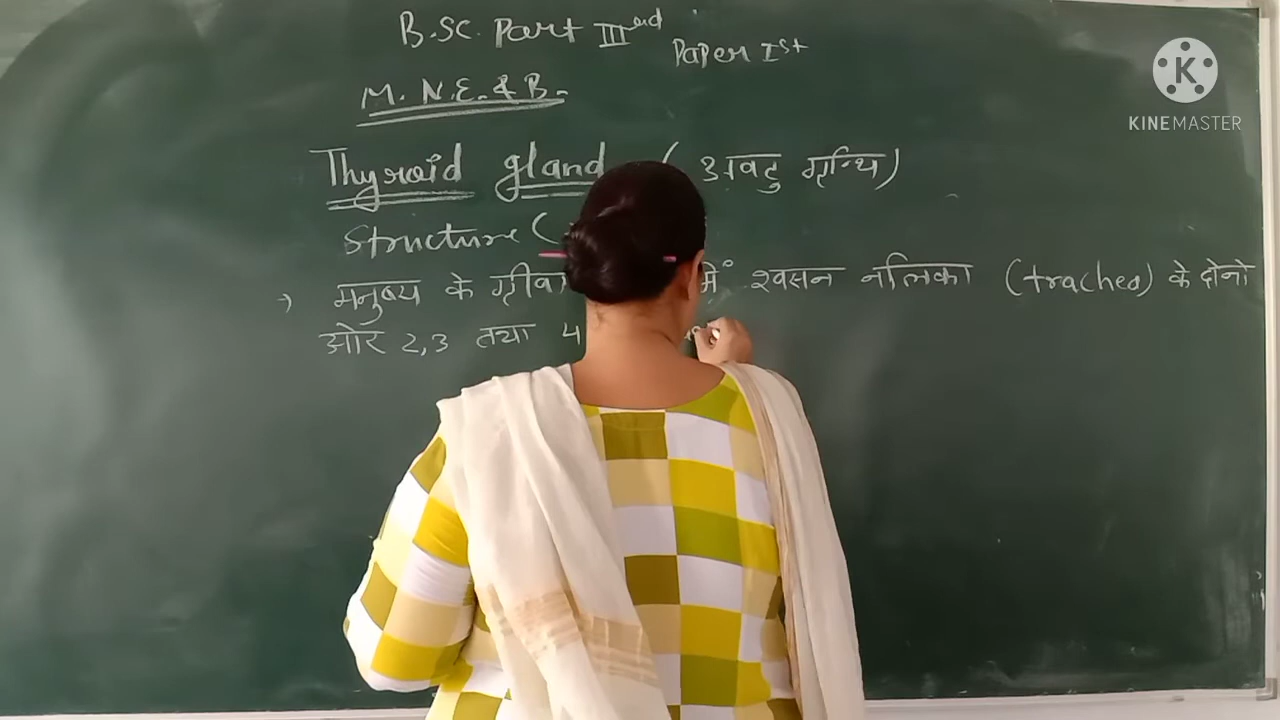 B.SC. Part IIIrd
Paper Ist
M. N. E. & B.
Thyroid gland ( अवटु ग्रन्थि)
Structure (
मनुष्य के में श्वसन नलिका (trachea) के दोनो
ओर 2,3 तथा 4
KINEMASTER